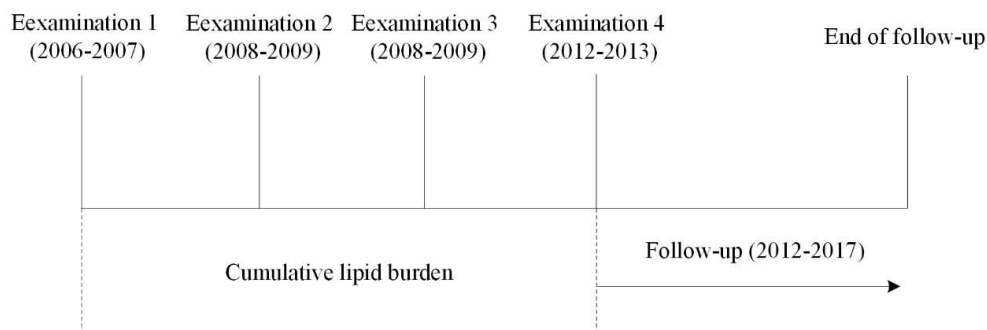 Eexamination 1
(2006-2007)
Eexamination 2
(2008-2009)
Eexamination 3
(2008-2009)
Examination 4
(2012-2013)
End of follow-up
Cumulative lipid burden
Follow-up (2012-2017)